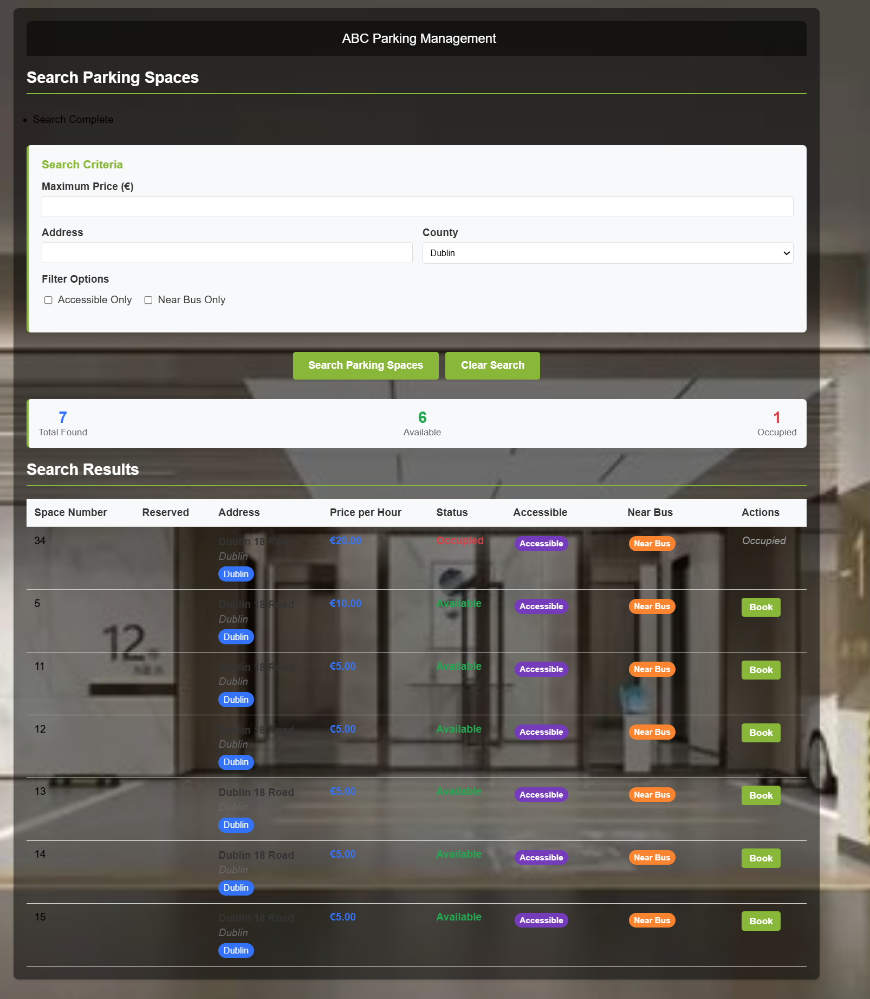 ABC Parking Management
Search Parking Spaces
• Search Complete
Search Criteria
Maximum Price (€)
Address County
Dublin
Filter Options
Accessible Only Near Bus Only
Search Parking Spaces Clear Search
7 6 1
Total Found Available Occupied
Search Results
Space Number Reserved Address Price per Hour Status Accessible Near Bus Actions
34 Dublin 18 Road €20.00 Occupied Accessible Near Bus Occupied
Dublin
Dublin
5 Dublin 18 Road €10.00 Available Accessible Near Bus Book
Dublin
Dublin
12
11 Dublin 18 Road €5.00 Available Accessible Near Bus Book
Dublin
Dublin
12 Dublin 18 Road €5.00 Available Accessible Near Bus Book
Dublin
Dublin
13 Dublin 18 Road €5.00 Available Accessible Near Bus Book
Dublin
Dublin
14 Dublin 18 Road €5.00 Available Accessible Near Bus Book
Dublin
Dublin
15 Dublin 18 Road €5.00 Available Accessible Near Bus Book
Dublin
Dublin